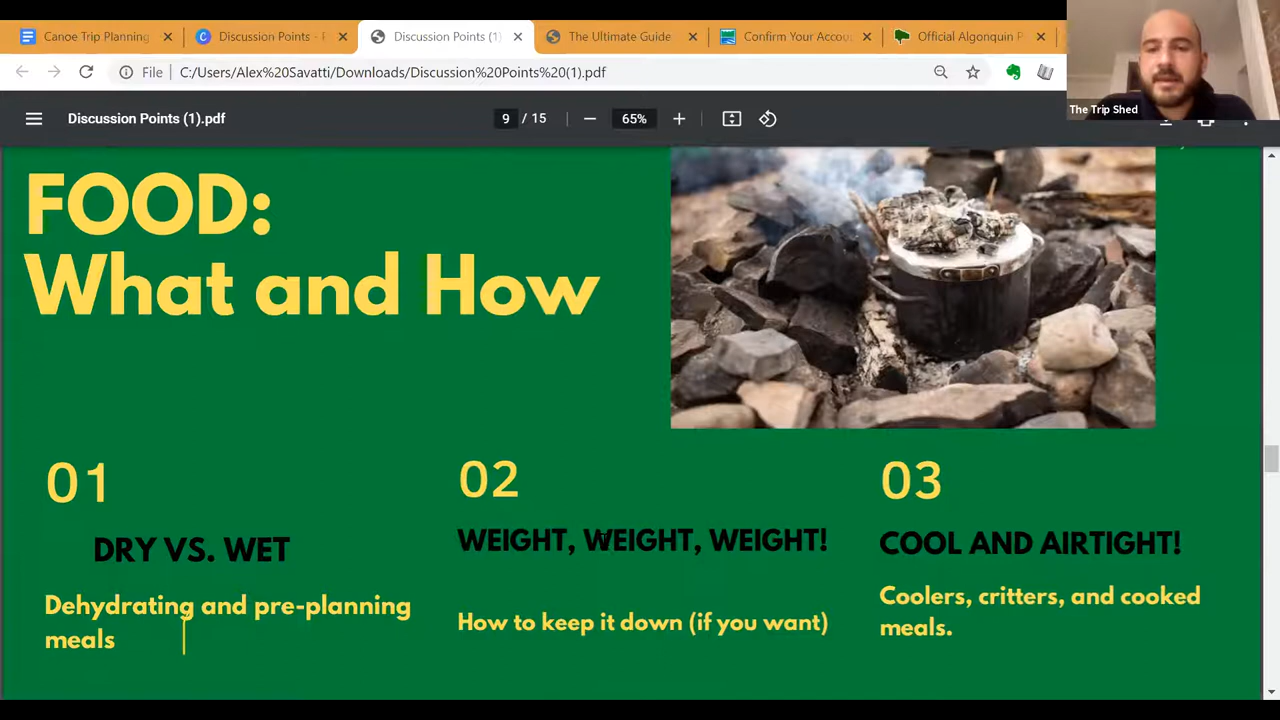 Canoe Trip Planning
Discussion Points -
Discussion Points (1)
The Ultimate Guide
Confirm Your Accou
Official Algonquin P
File
C:/Users/Alex%20Savatti/Downloads/Discussion%20Points%20(1).pdf
The Trip Shed
Discussion Points (1).pdf
9 / 15
65%
FOOD:
What and How
01
DRY VS. WET
Dehydrating and pre-planning
meals
02
WEIGHT, WEIGHT, WEIGHT!
How to keep it down (if you want)
03
COOL AND AIRTIGHT!
Coolers, critters, and cooked
meals.